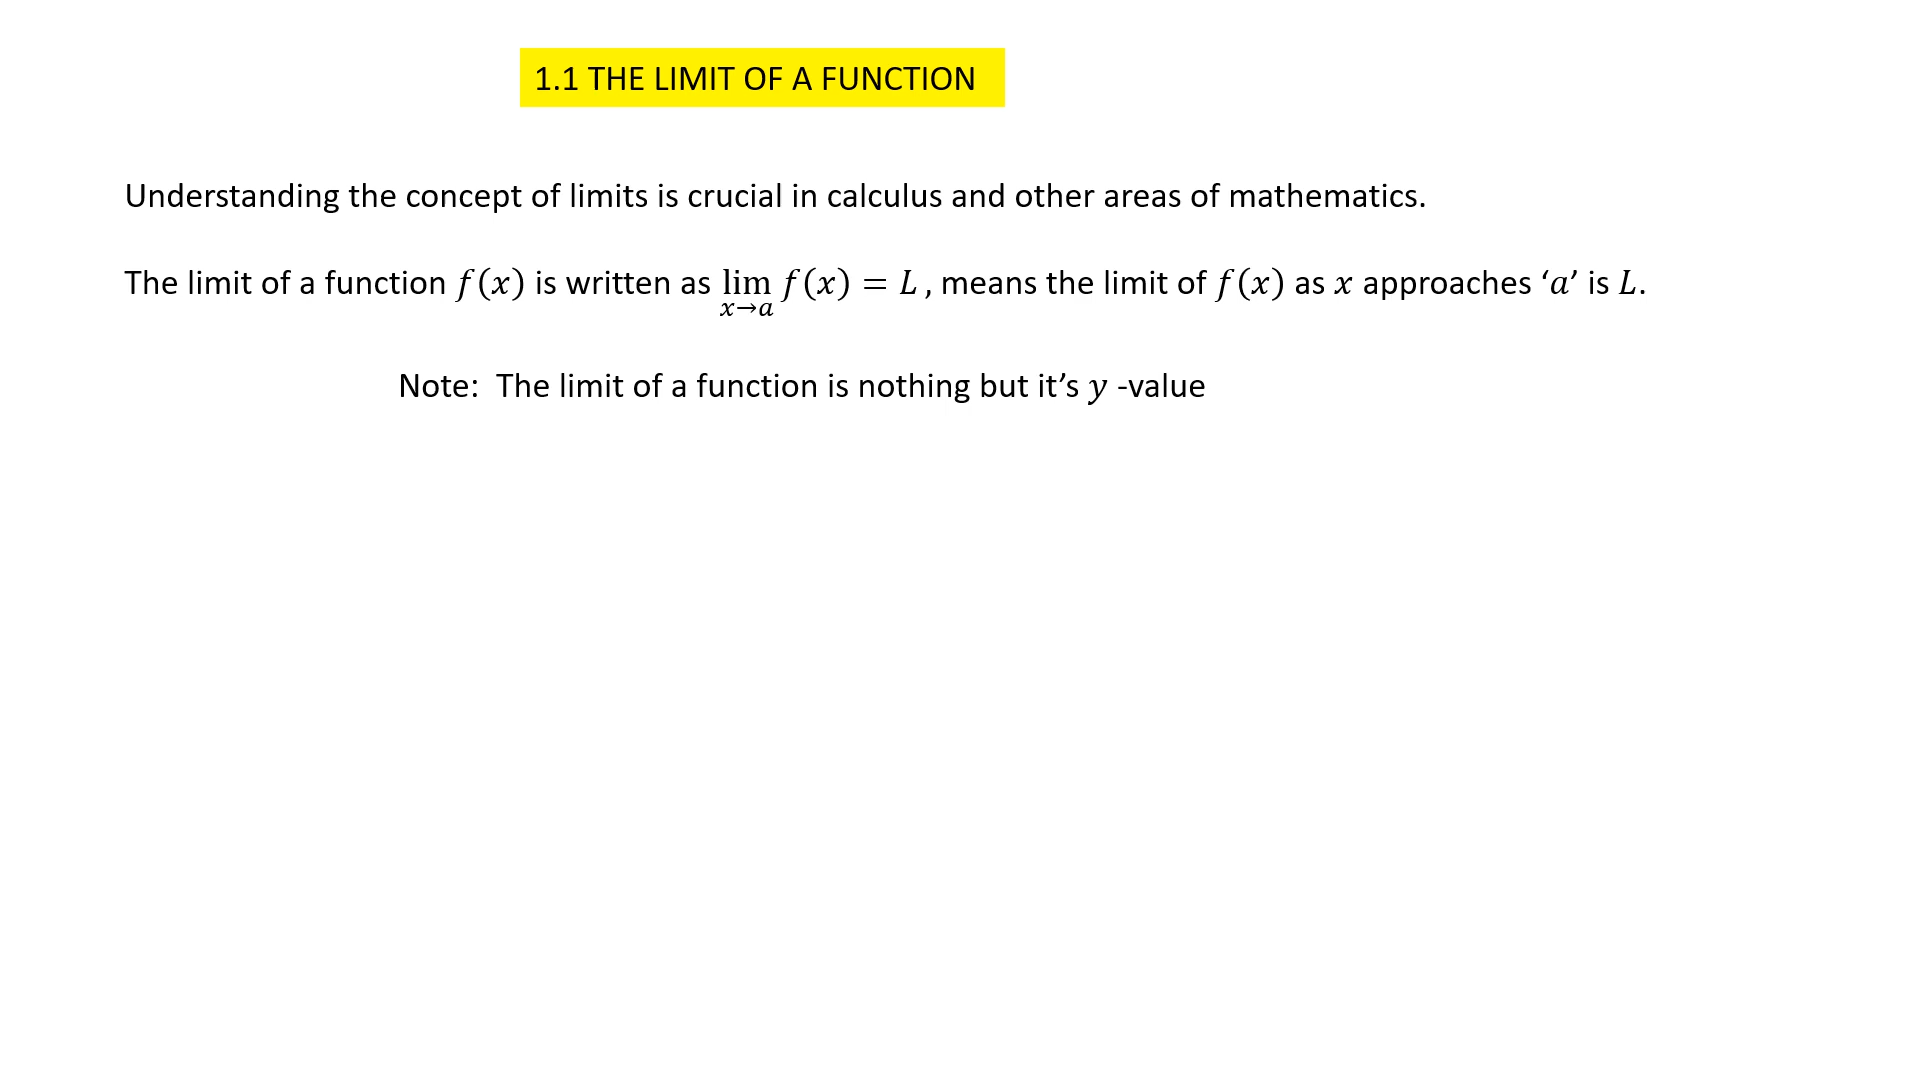 1.1 THE LIMIT OF A FUNCTION
Understanding the concept of limits is crucial in calculus and other areas of mathematics.
The limit of a function f(x) is written as lim x→a f(x) = L , means the limit of f(x) as x approaches ‘a’ is L.
Note: The limit of a function is nothing but it’s y -value